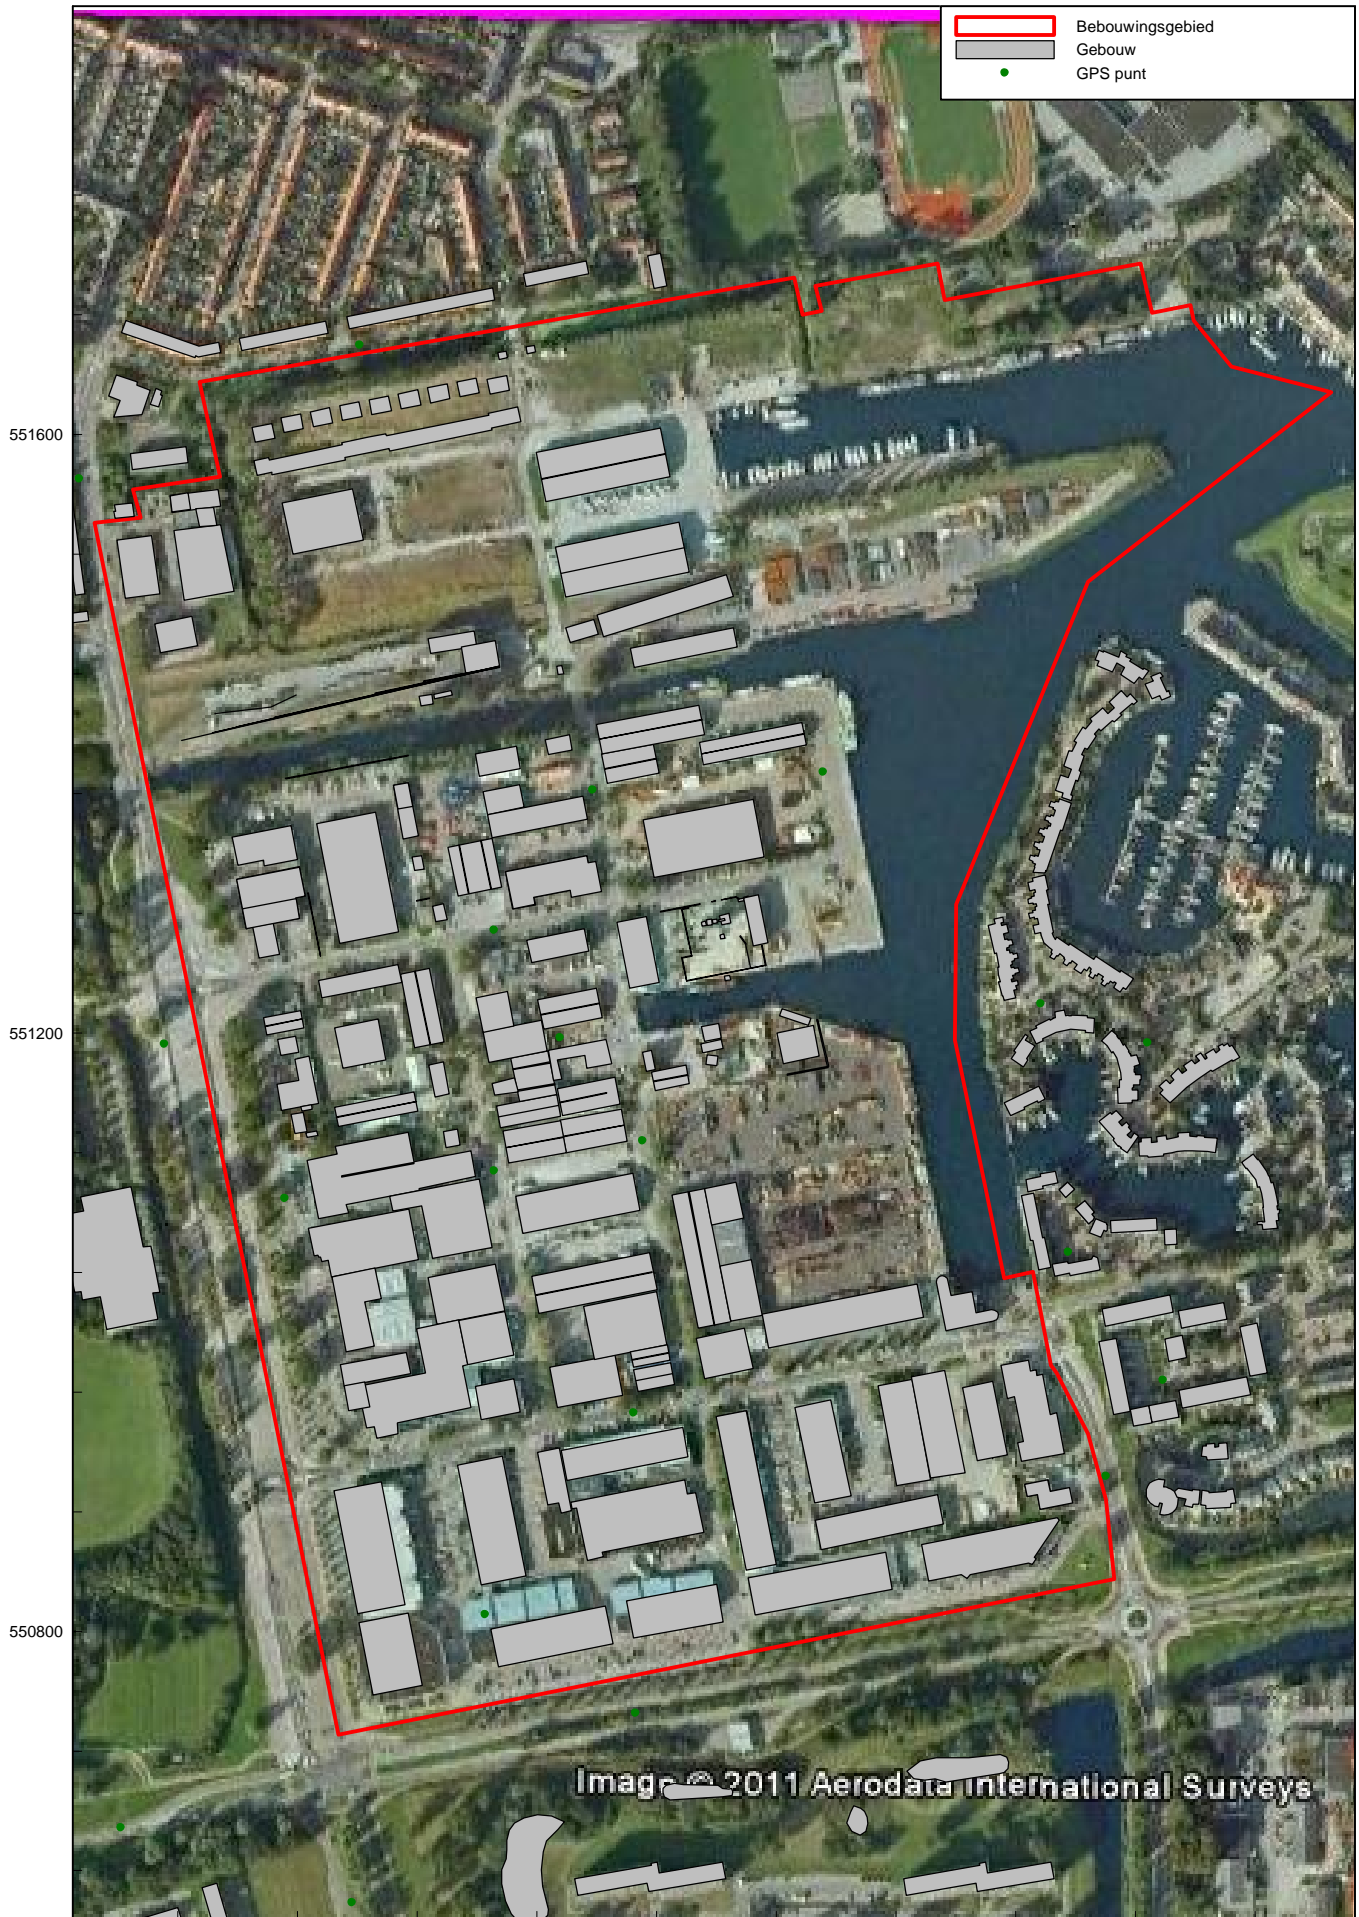 Bebouwingsgebied
Gebouw
GPS punt
551600
551200
550800
Image © 2011 Aerodata International Surveys